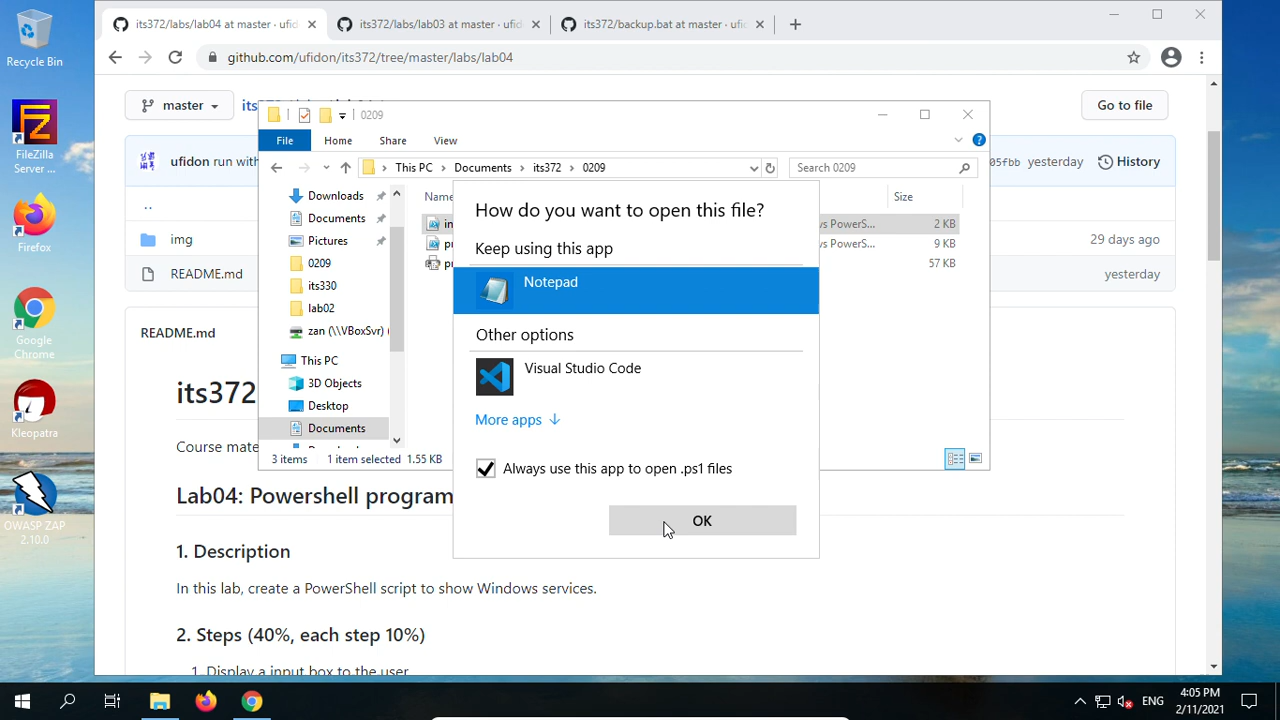 Recycle Bin
FileZilla
Server ...
Firefox
Google
Chrome
Kleopatra
OWASP ZAP
2.10.0
its372/labs/lab04 at master · ufid
its372/labs/lab03 at master · ufid
its372/backup.bat at master · ufid
github.com/ufidon/its372/tree/master/labs/lab04
master
Go to file
ufidon run with
yesterday
History
..
img
29 days ago
README.md
yesterday
README.md
its372
Course mate
Lab04: Powershell program
1. Description
In this lab, create a PowerShell script to show Windows services.
2. Steps (40%, each step 10%)
1. Display a input box to the user
0209
File
Home
Share
View
This PC
Documents
its372
0209
Search 0209
Downloads
Documents
Pictures
0209
its330
lab02
zan (\\VBoxSvr) (
This PC
3D Objects
Desktop
Documents
Size
s PowerS...
2 KB
s PowerS...
9 KB
57 KB
3 items
1 item selected 1.55 KB
How do you want to open this file?
Keep using this app
Notepad
Other options
Visual Studio Code
More apps
Always use this app to open .ps1 files
OK
ENG
4:05 PM
2/11/2021